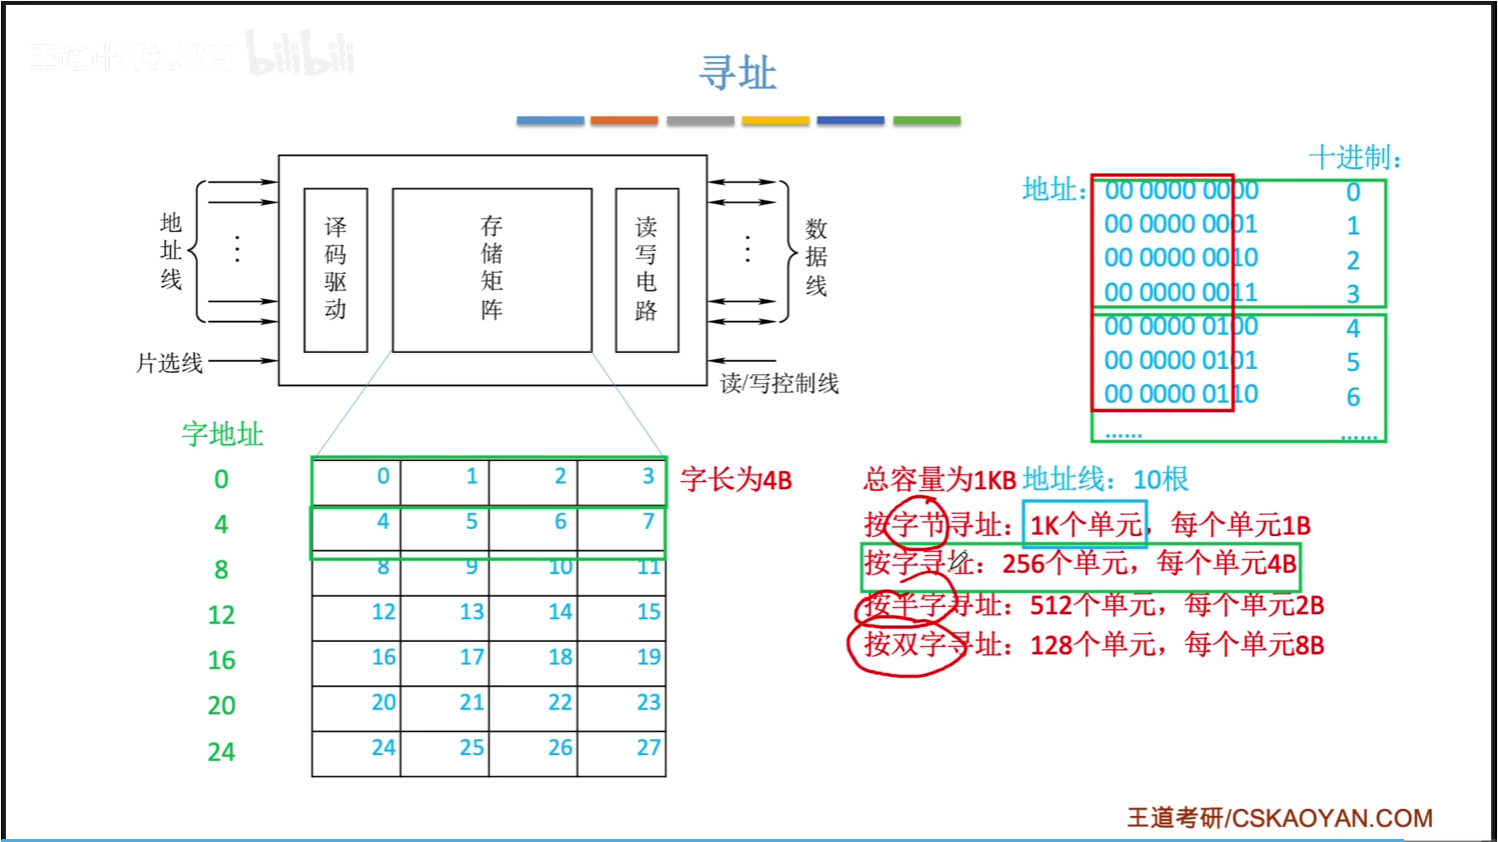 王道计算机教育 bilibili
寻址
十进制：
地址：
00 0000 0000 0
00 0000 0001 1
00 0000 0010 2
00 0000 0011 3
00 0000 0100 4
00 0000 0101 5
00 0000 0110 6
...... ......
地址线
译码驱动
存储矩阵
读写电路
数据线
片选线
读/写控制线
字地址
0 0 1 2 3 字长为4B
4 4 5 6 7
8 8 9 10 11
12 12 13 14 15
16 16 17 18 19
20 20 21 22 23
24 24 25 26 27
总容量为1KB 地址线：10根
按字节寻址：1K个单元，每个单元1B
按字寻址：256个单元，每个单元4B
按半字寻址：512个单元，每个单元2B
按双字寻址：128个单元，每个单元8B
王道考研/CSKAOYAN.COM